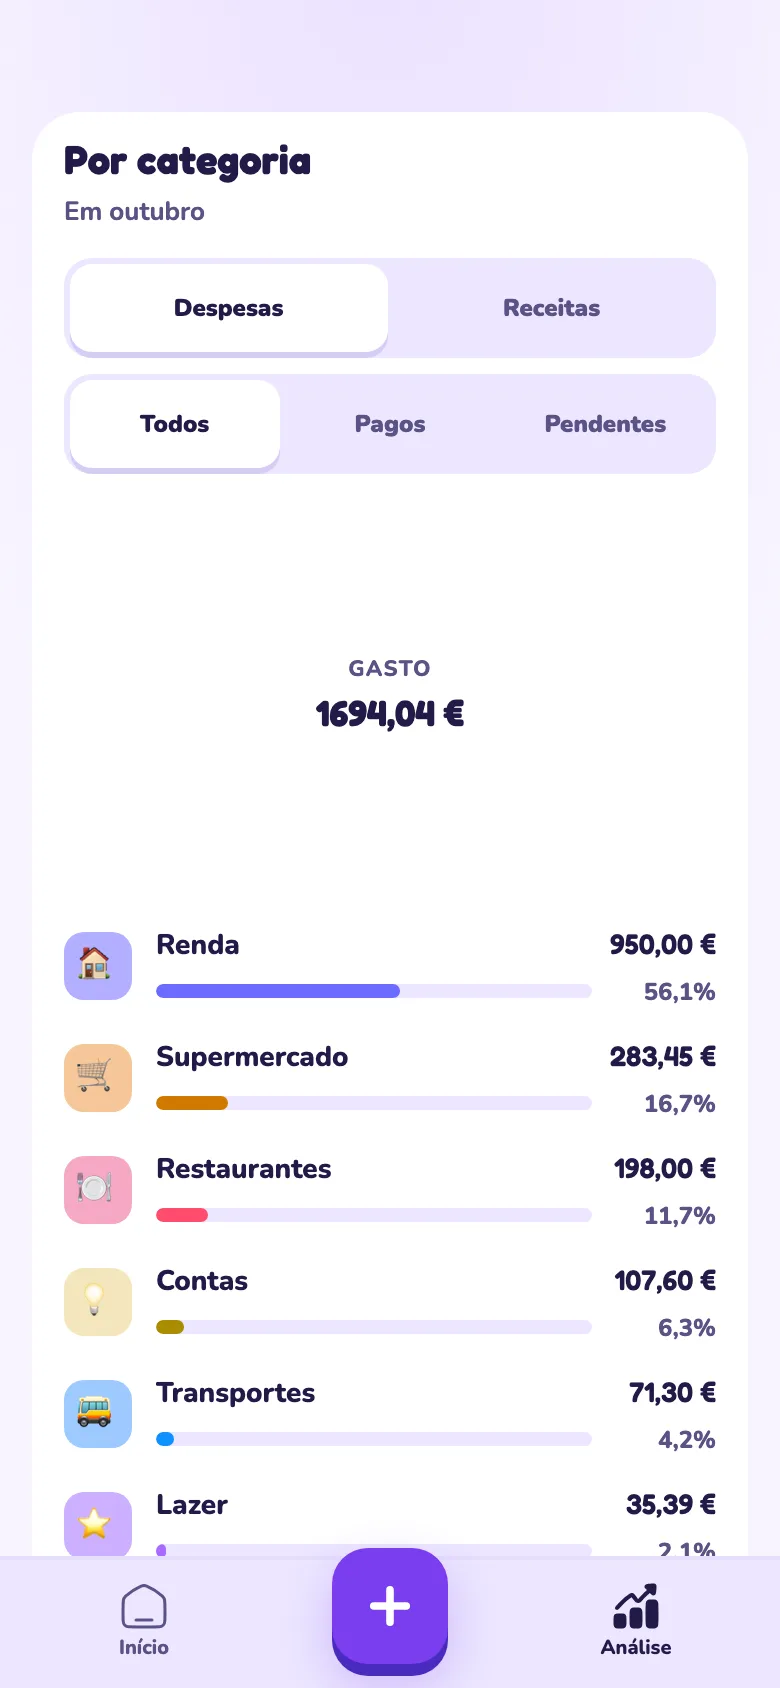 Por categoria
Em outubro
Despesas Receitas
Todos Pagos Pendentes
GASTO
1694,04 €
Renda 950,00 €
56,1%
Supermercado 283,45 €
16,7%
Restaurantes 198,00 €
11,7%
Contas 107,60 €
6,3%
Transportes 71,30 €
4,2%
Lazer 35,39 €
2,1%
Início Análise